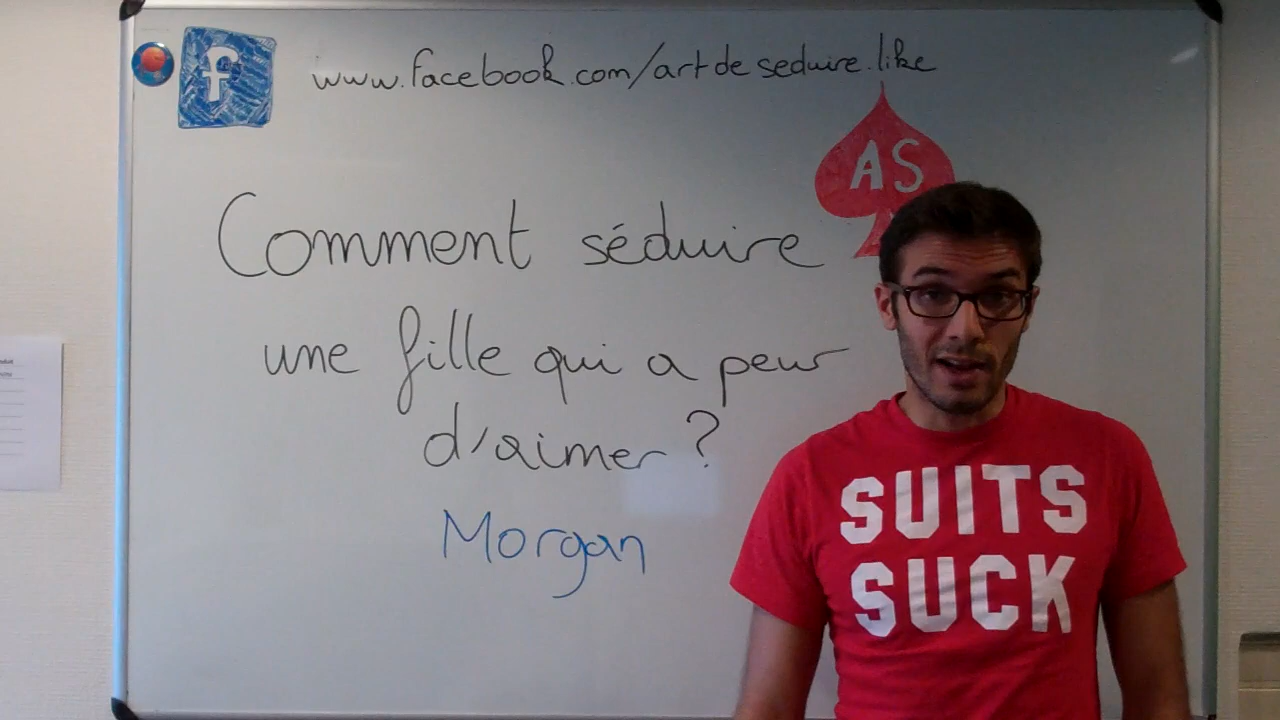 f www.facebook.com/artdeseduire.like
AS
Comment séduire
une fille qui a peur
d'aimer ?
Morgan
SUITS
SUCK